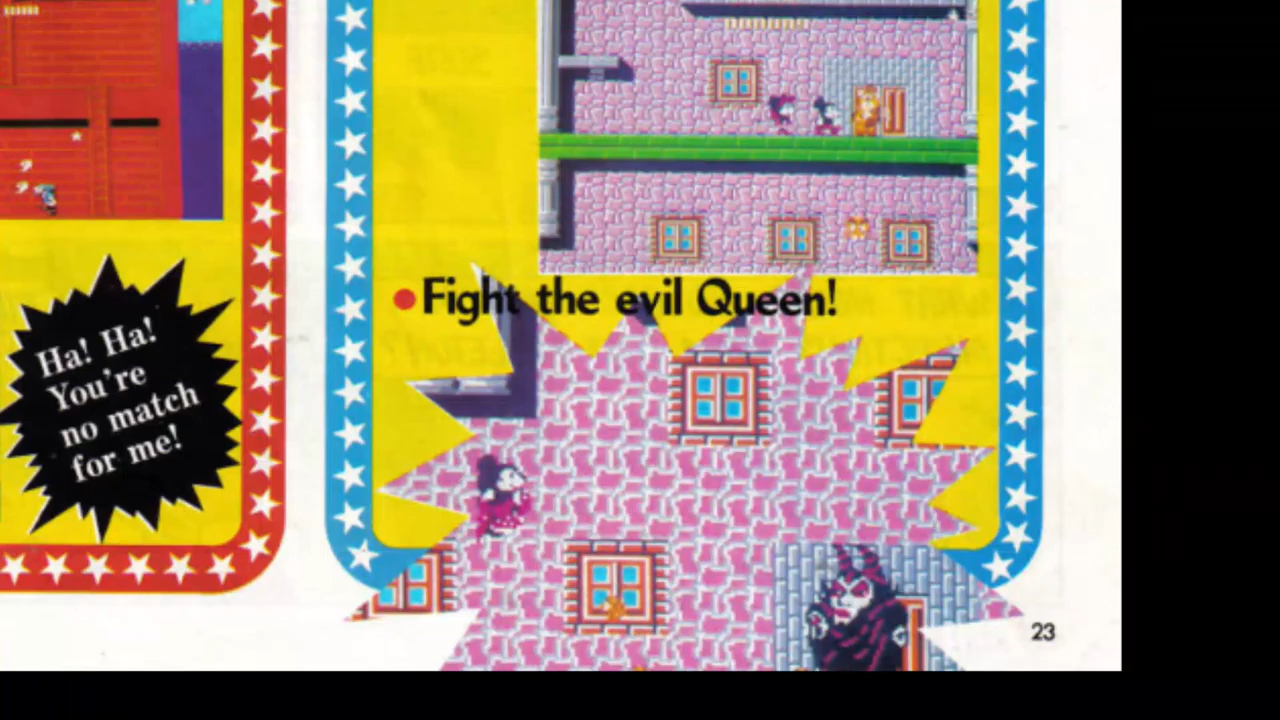 Ha! Ha!
You're
no match
for me!
•Fight the evil Queen!
23